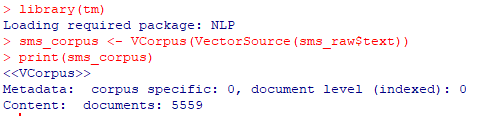 > library(tm)
Loading required package: NLP
> sms_corpus <- VCorpus(VectorSource(sms_raw$text))
> print(sms_corpus)
<<VCorpus>>
Metadata:  corpus specific: 0, document level (indexed): 0
Content:  documents: 5559